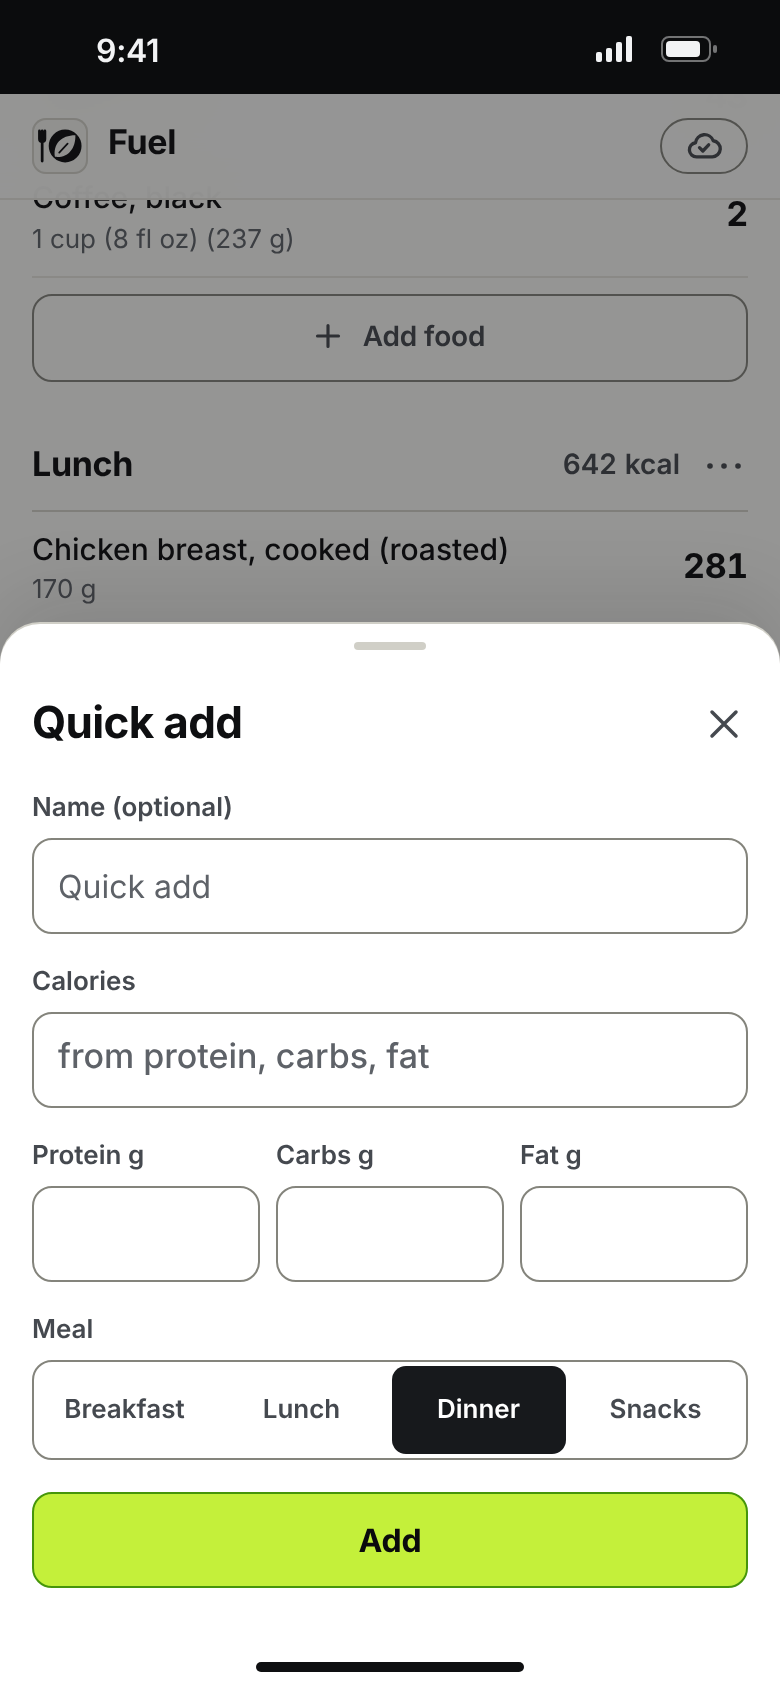 9:41
Fuel
Coffee, black
2
1 cup (8 fl oz) (237 g)
Add food
Lunch 642 kcal
Chicken breast, cooked (roasted)
281
170 g
Quick add
Name (optional)
Quick add
Calories
from protein, carbs, fat
Protein g Carbs g Fat g
Meal
Breakfast Lunch Dinner Snacks
Add